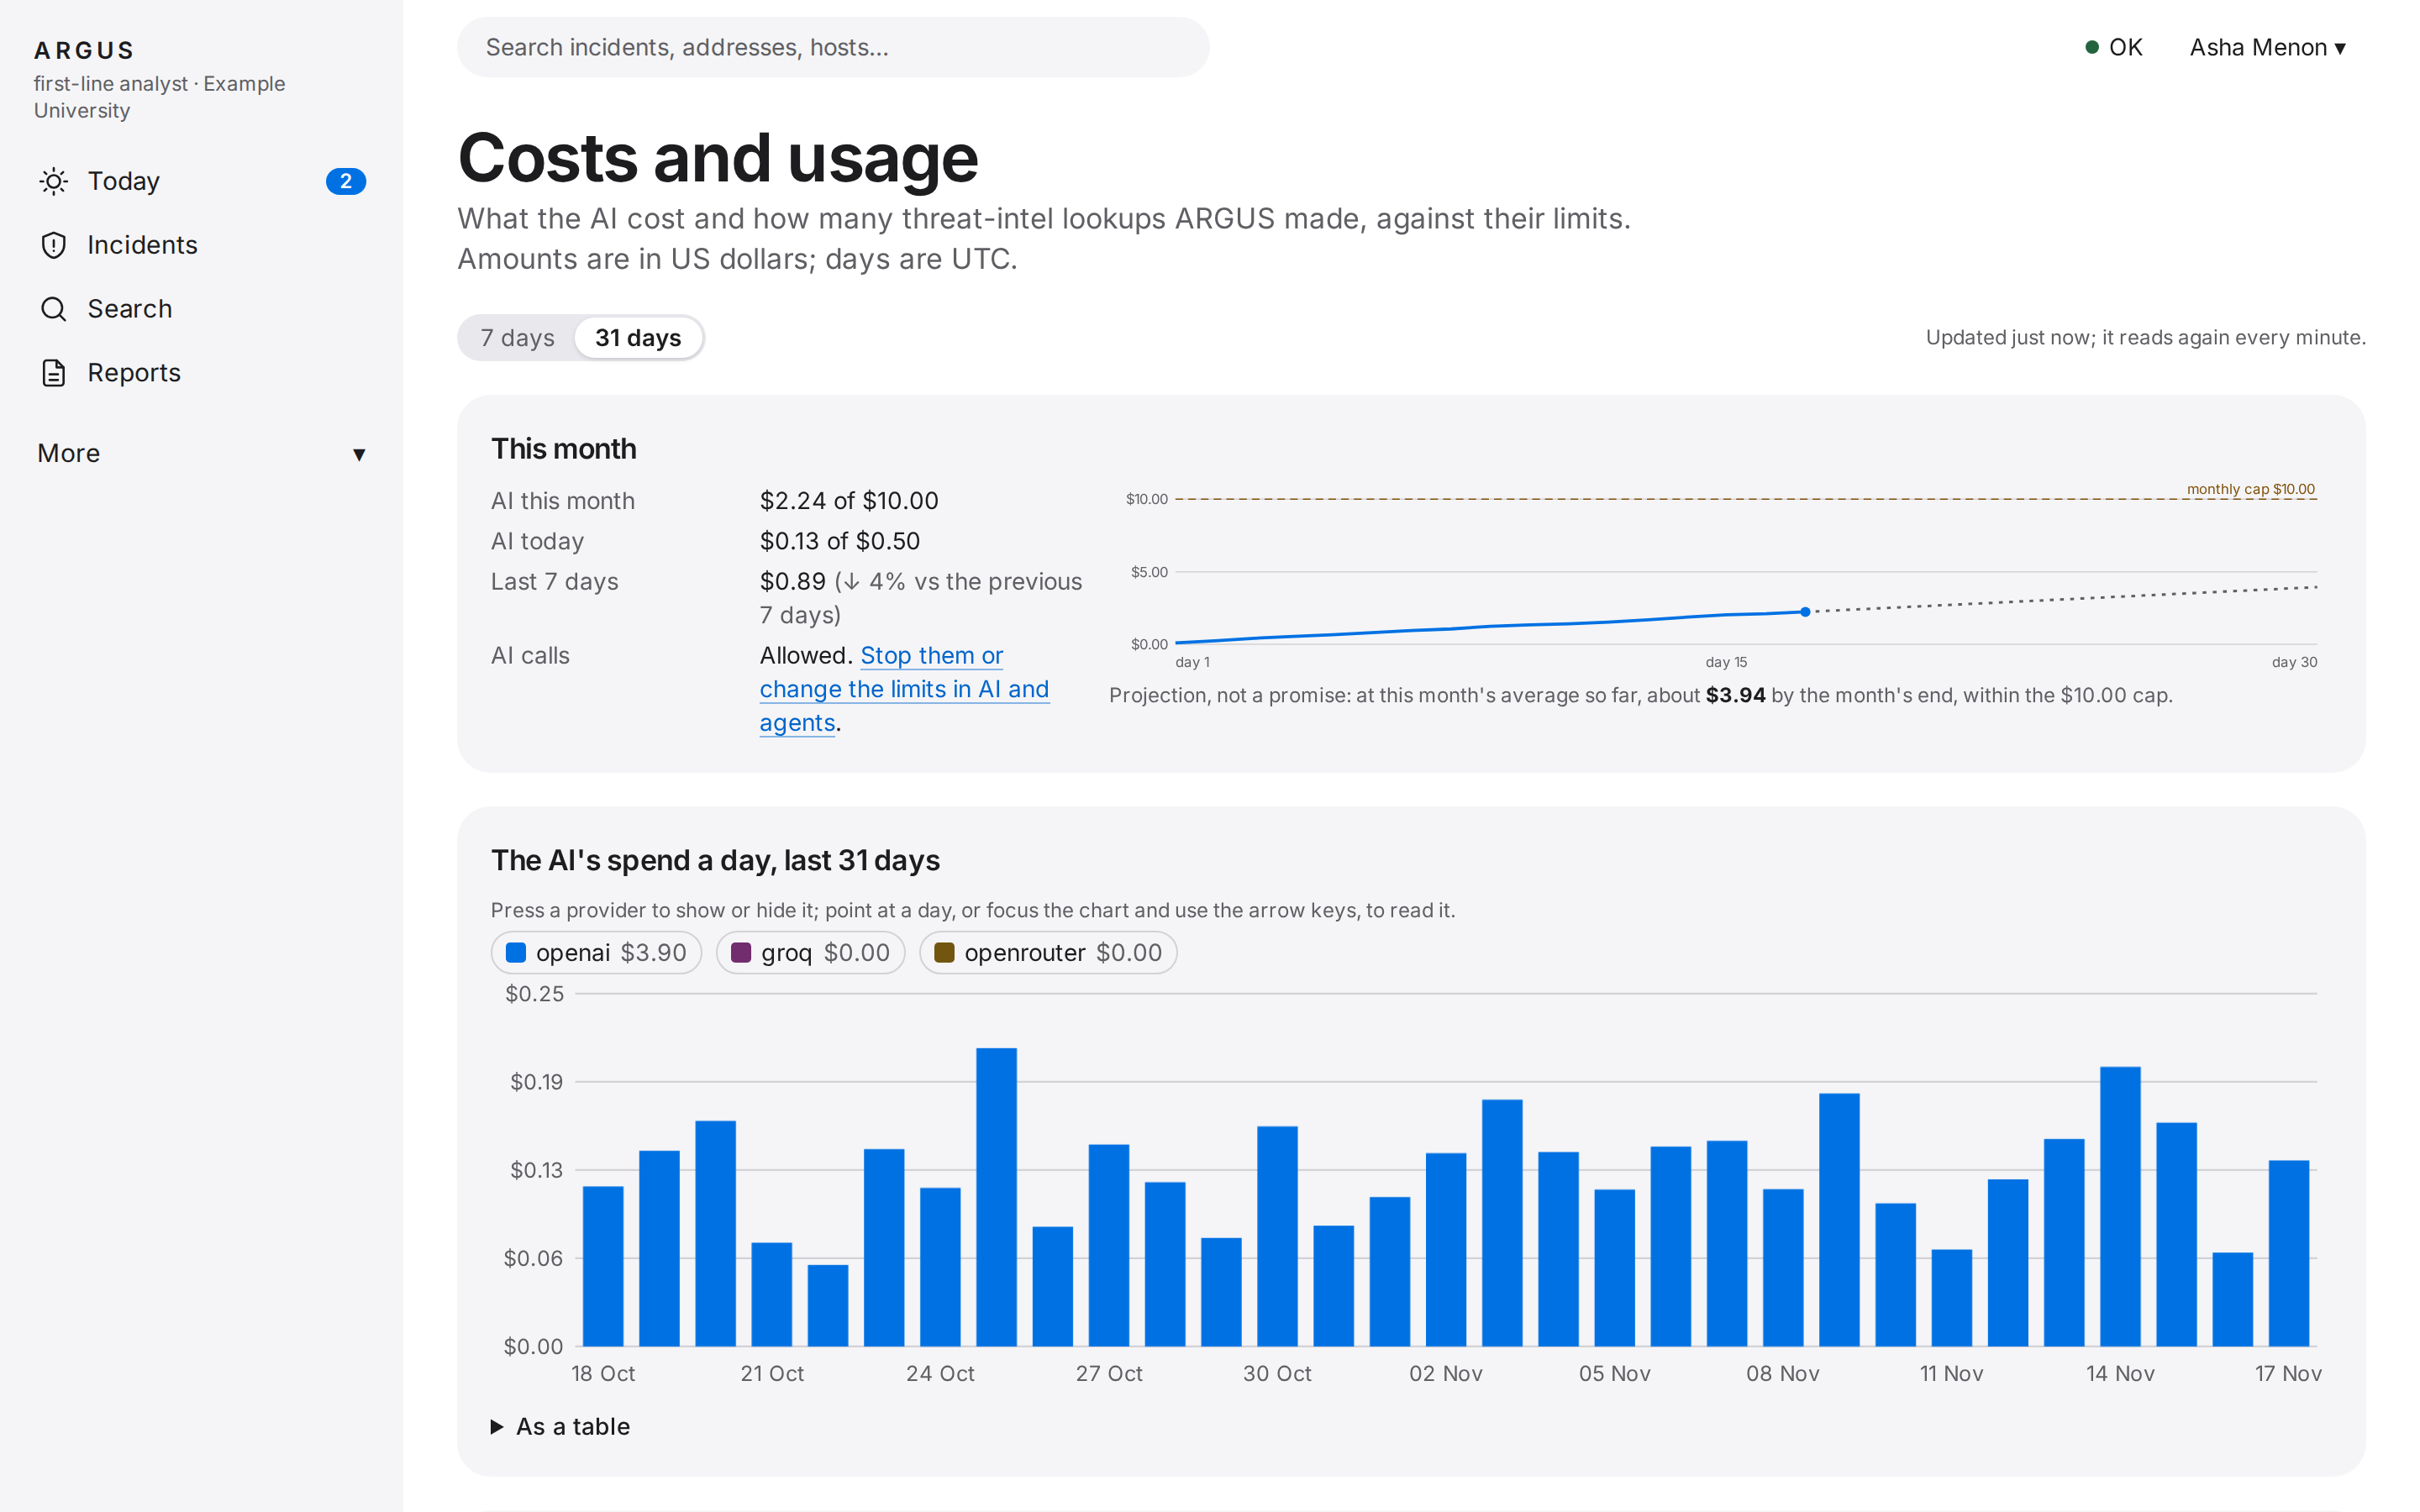 ARGUS
first-line analyst · Example
University
Today 2
Incidents
Search
Reports
More ▾
Search incidents, addresses, hosts...
OK
Asha Menon ▾
Costs and usage
What the AI cost and how many threat-intel lookups ARGUS made, against their limits.
Amounts are in US dollars; days are UTC.
7 days 31 days
Updated just now; it reads again every minute.
This month
AI this month $2.24 of $10.00
AI today $0.13 of $0.50
Last 7 days $0.89 (↓ 4% vs the previous
7 days)
AI calls Allowed. Stop them or
change the limits in AI and
agents.
monthly cap $10.00
$10.00
$5.00
$0.00
day 1 day 15 day 30
Projection, not a promise: at this month's average so far, about $3.94 by the month's end, within the $10.00 cap.
The AI's spend a day, last 31 days
Press a provider to show or hide it; point at a day, or focus the chart and use the arrow keys, to read it.
openai $3.90 groq $0.00 openrouter $0.00
$0.25
$0.19
$0.13
$0.06
$0.00
18 Oct 21 Oct 24 Oct 27 Oct 30 Oct 02 Nov 05 Nov 08 Nov 11 Nov 14 Nov 17 Nov
▶ As a table